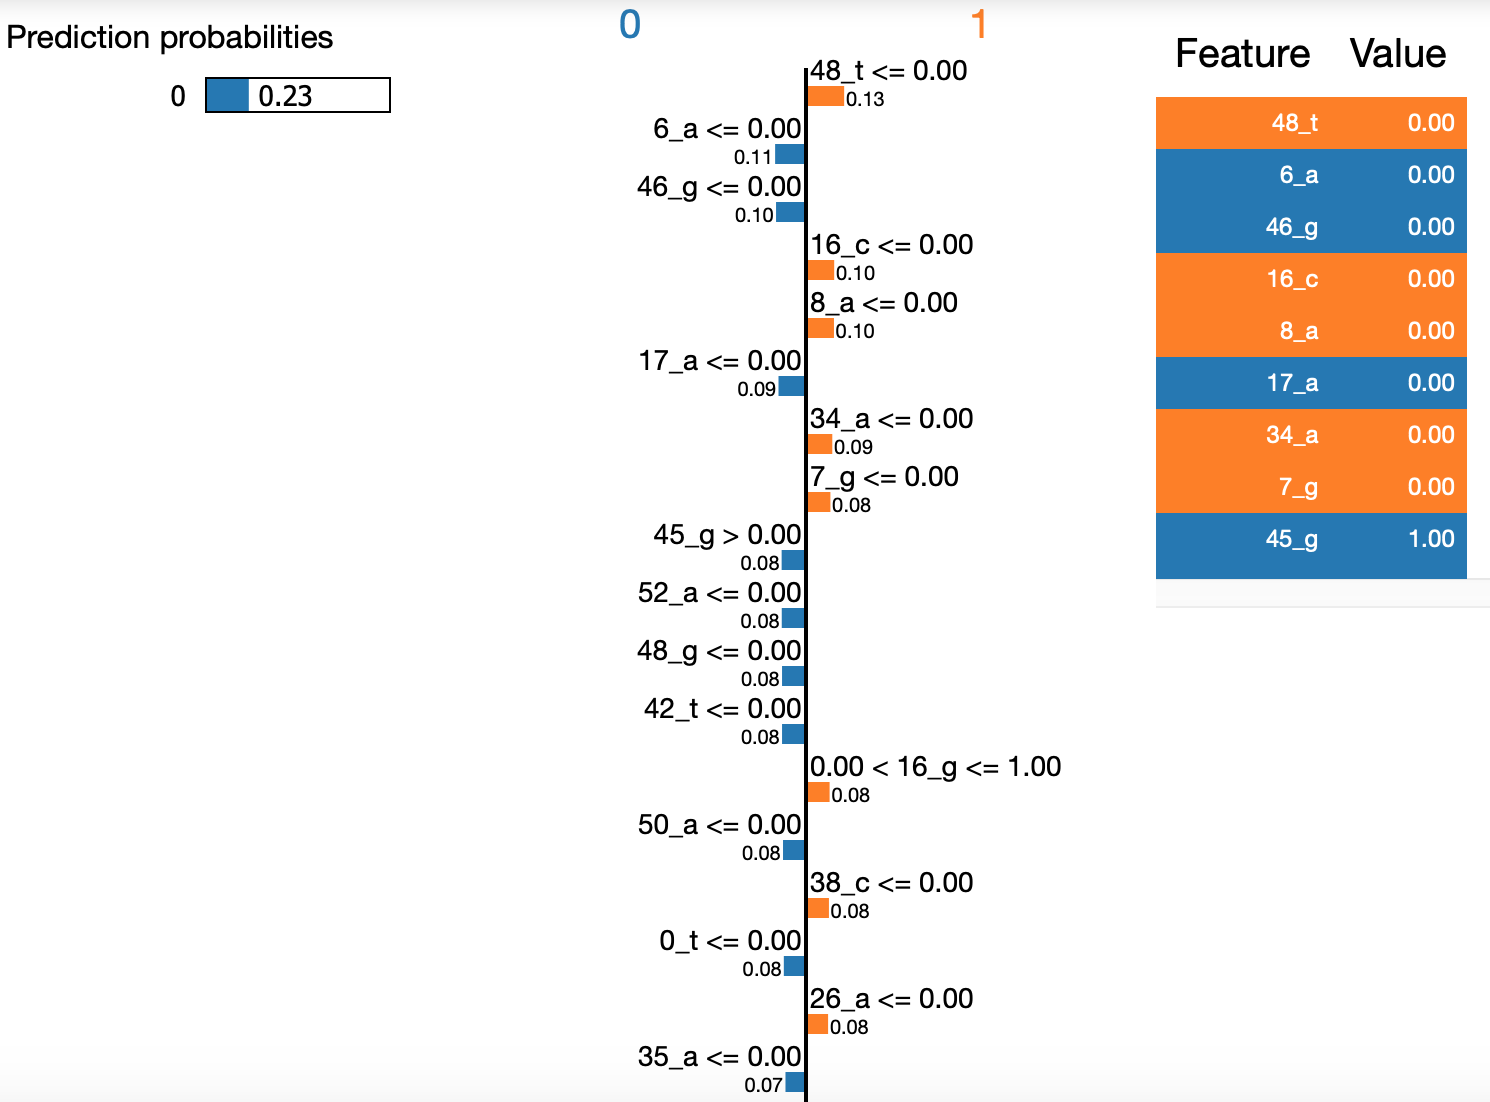 Prediction probabilities
0 0.23
0 1
48_t <= 0.00
0.13
6_a <= 0.00
0.11
46_g <= 0.00
0.10
16_c <= 0.00
0.10
8_a <= 0.00
0.10
17_a <= 0.00
0.09
34_a <= 0.00
0.09
7_g <= 0.00
0.08
45_g > 0.00
0.08
52_a <= 0.00
0.08
48_g <= 0.00
0.08
42_t <= 0.00
0.08
0.00 < 16_g <= 1.00
0.08
50_a <= 0.00
0.08
38_c <= 0.00
0.08
0_t <= 0.00
0.08
26_a <= 0.00
0.08
35_a <= 0.00
0.07
Feature Value
48_t 0.00
6_a 0.00
46_g 0.00
16_c 0.00
8_a 0.00
17_a 0.00
34_a 0.00
7_g 0.00
45_g 1.00